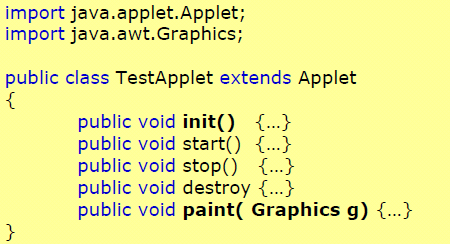 import java.applet.Applet;
import java.awt.Graphics;
public class TestApplet extends Applet
{
public void init() {…}
public void start() {…}
public void stop() {…}
public void destroy {…}
public void paint( Graphics g) {…}
}